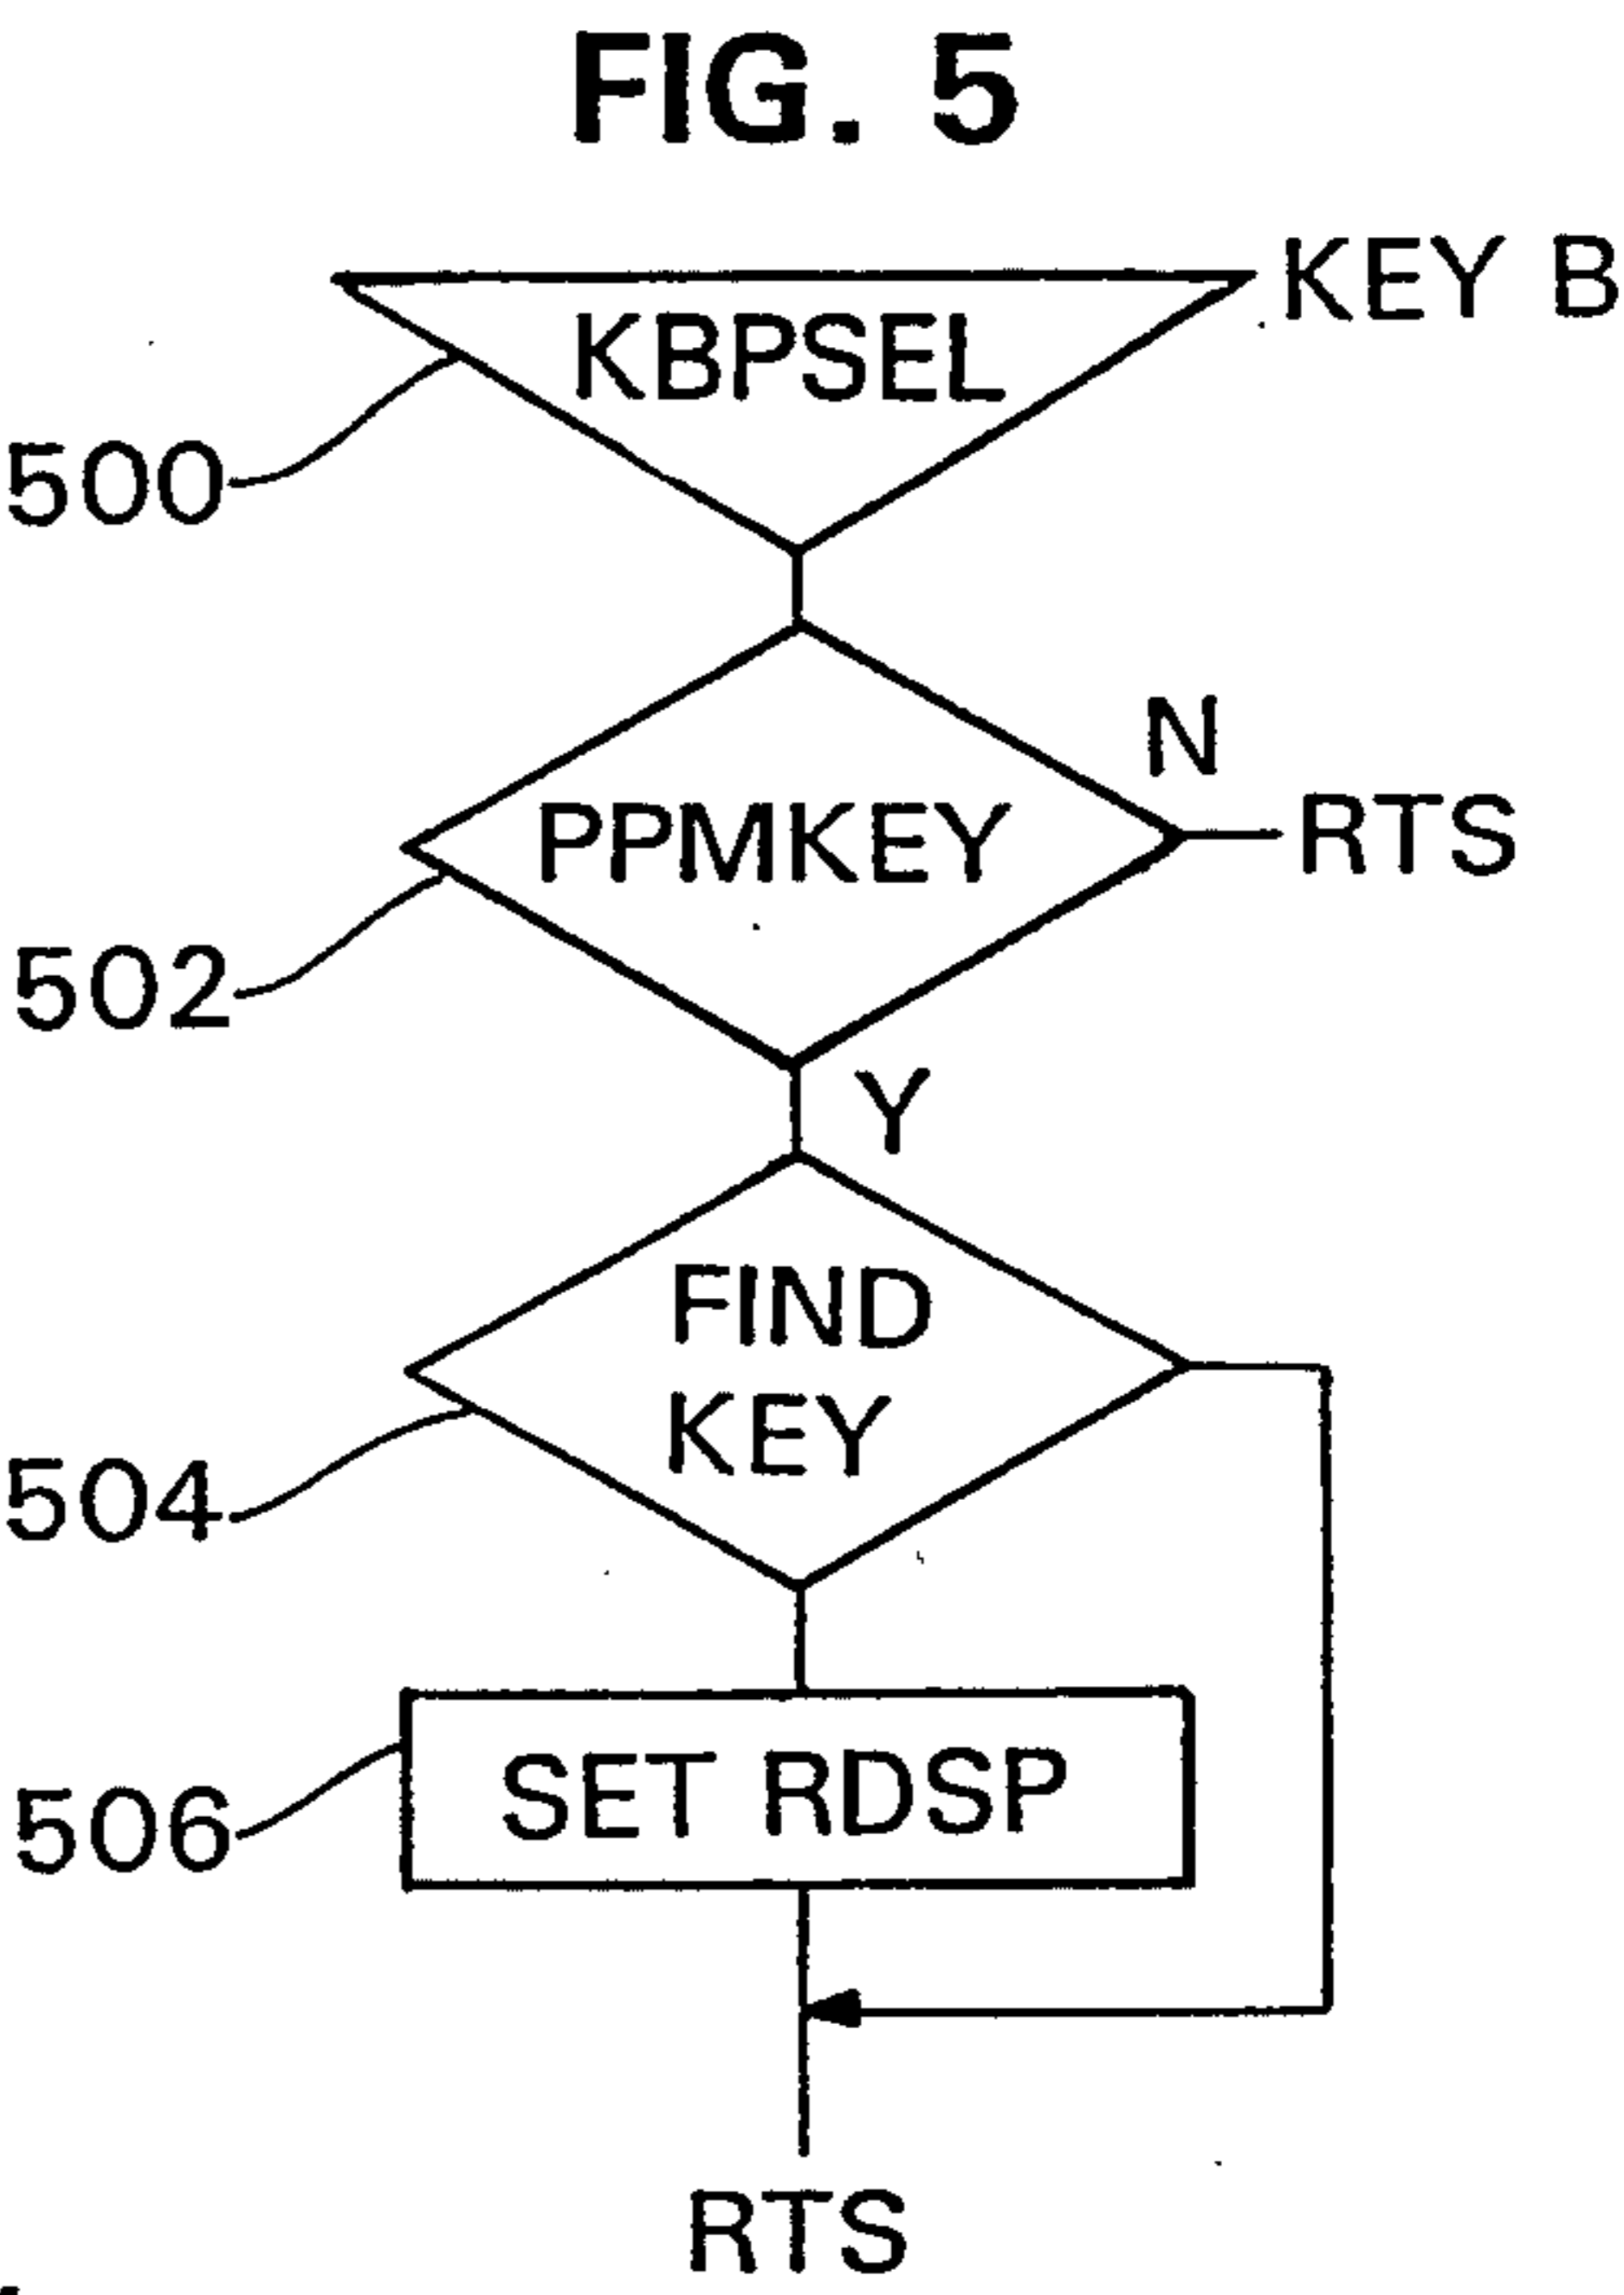 FIG. 5
KEY B
KBPSEL
500
N
PPMKEY
RTS
502
Y
FIND
KEY
504
SET RDSP
506
RTS